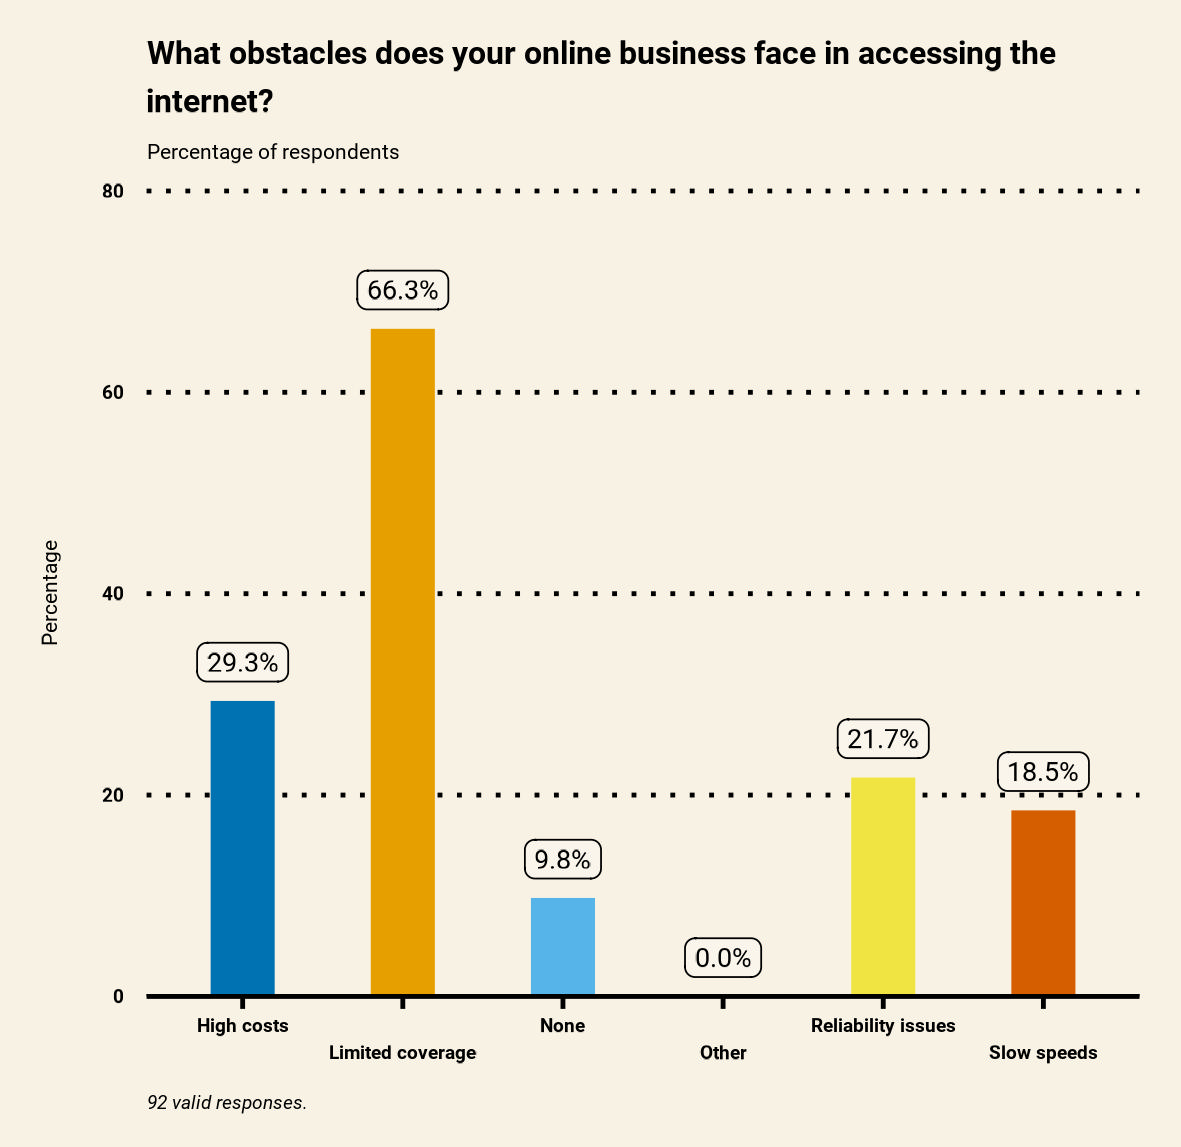 What obstacles does your online business face in accessing the
internet?
Percentage of respondents
80
66.3%
60
Percentage
40
29.3%
21.7%
18.5%
20
9.8%
0.0%
0
High costs
None
Reliability issues
Limited coverage
Other
Slow speeds
92 valid responses.